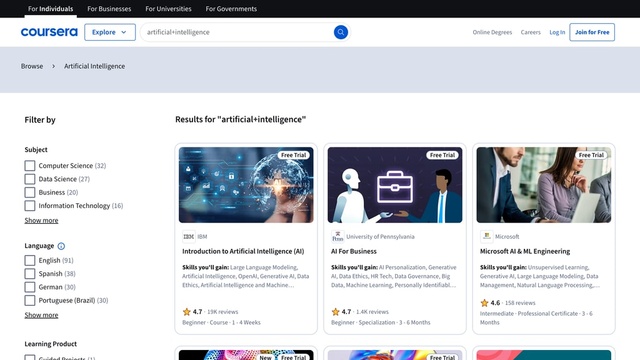 For Individuals
For Businesses
For Universities
For Governments
coursera
Explore
artificial+intelligence
Online Degrees
Careers
Log In
Join for Free
Browse
Artificial Intelligence
Filter by
Results for "artificial+intelligence"
Subject
Computer Science (32)
Data Science (27)
Business (20)
Information Technology (16)
Show more
Language
English (91)
Spanish (38)
German (30)
Portuguese (Brazil) (30)
Show more
Learning Product
Guided Projects (1)
Free Trial
IBM
IBM
Introduction to Artificial Intelligence (AI)
Skills you'll gain: Large Language Modeling,
Artificial Intelligence, OpenAI, Generative AI, Data
Ethics, Artificial Intelligence and Machine…
4.7 · 19K reviews
Beginner · Course · 1 - 4 Weeks
Free Trial
Penn
University of Pennsylvania
AI For Business
Skills you'll gain: AI Personalization, Generative
AI, Data Ethics, HR Tech, Data Governance, Big
Data, Machine Learning, Personally Identifiabl…
4.7 · 1.4K reviews
Beginner · Specialization · 3 - 6 Months
Free Trial
Microsoft
Microsoft AI & ML Engineering
Skills you'll gain: Unsupervised Learning,
Generative AI, Large Language Modeling, Data
Management, Natural Language Processing,…
4.6 · 158 reviews
Intermediate · Professional Certificate · 3 - 6
Months
New
Free Trial
Free Trial
Free Trial